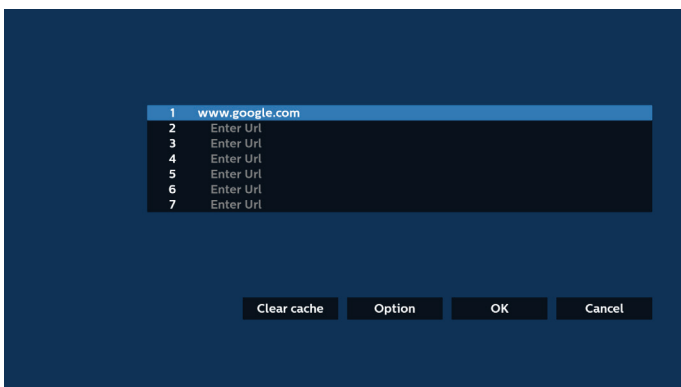 1 www.google.com
2 Enter Url
3 Enter Url
4 Enter Url
5 Enter Url
6 Enter Url
7 Enter Url
Clear cache Option OK Cancel